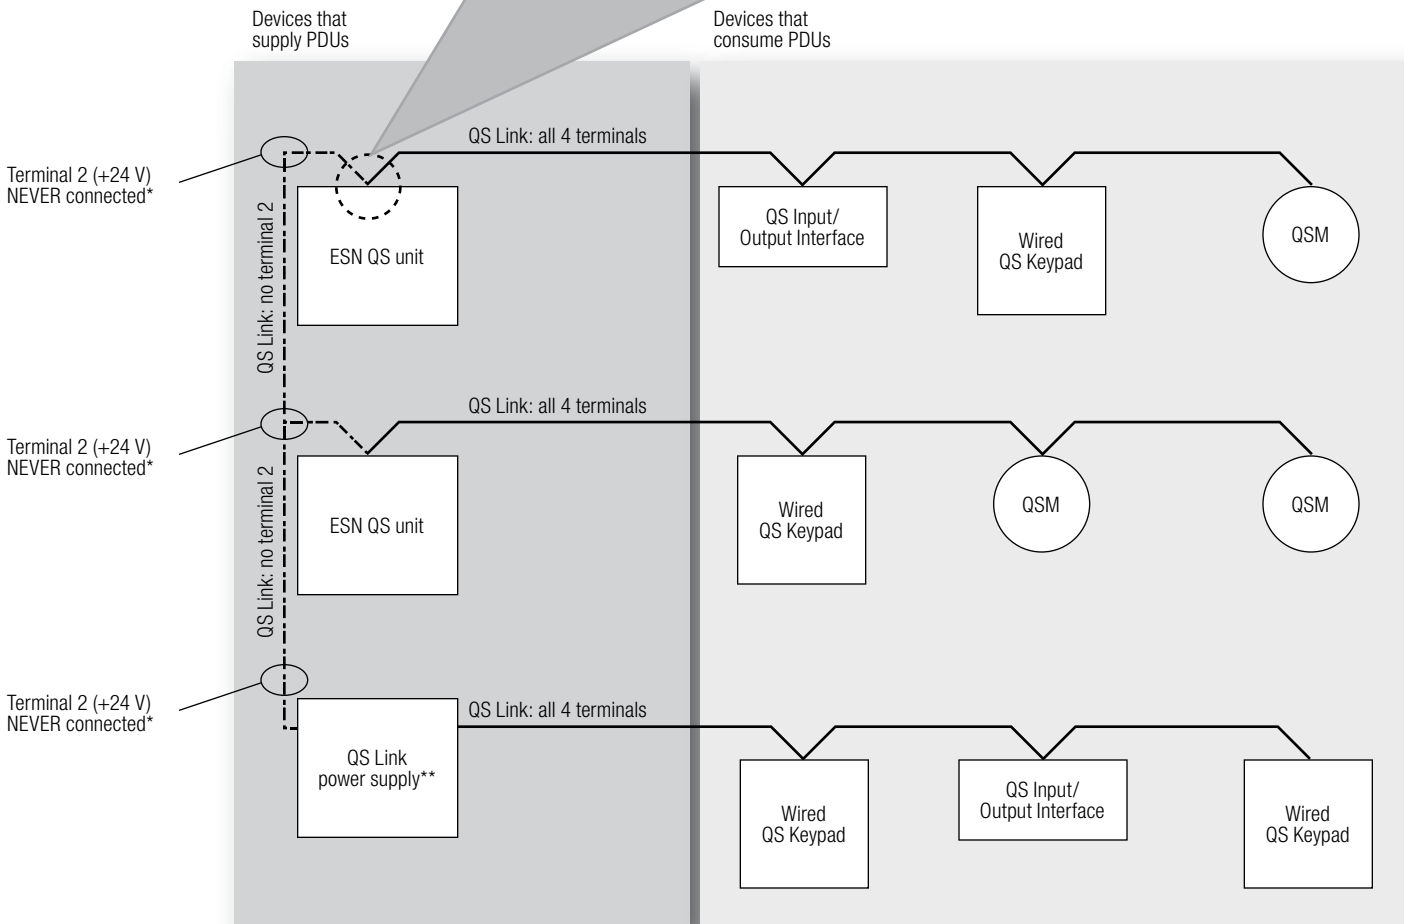 Devices that
supply PDUs
Devices that
consume PDUs
QS Link: all 4 terminals
Terminal 2 (+24 V)
NEVER connected*
QS Link: no terminal 2
ESN QS unit
QS Input/
Output Interface
Wired
QS Keypad
QSM
QS Link: all 4 terminals
Terminal 2 (+24 V)
NEVER connected*
QS Link: no terminal 2
ESN QS unit
Wired
QS Keypad
QSM
QSM
Terminal 2 (+24 V)
NEVER connected*
QS Link: all 4 terminals
QS Link
power supply**
Wired
QS Keypad
QS Input/
Output Interface
Wired
QS Keypad